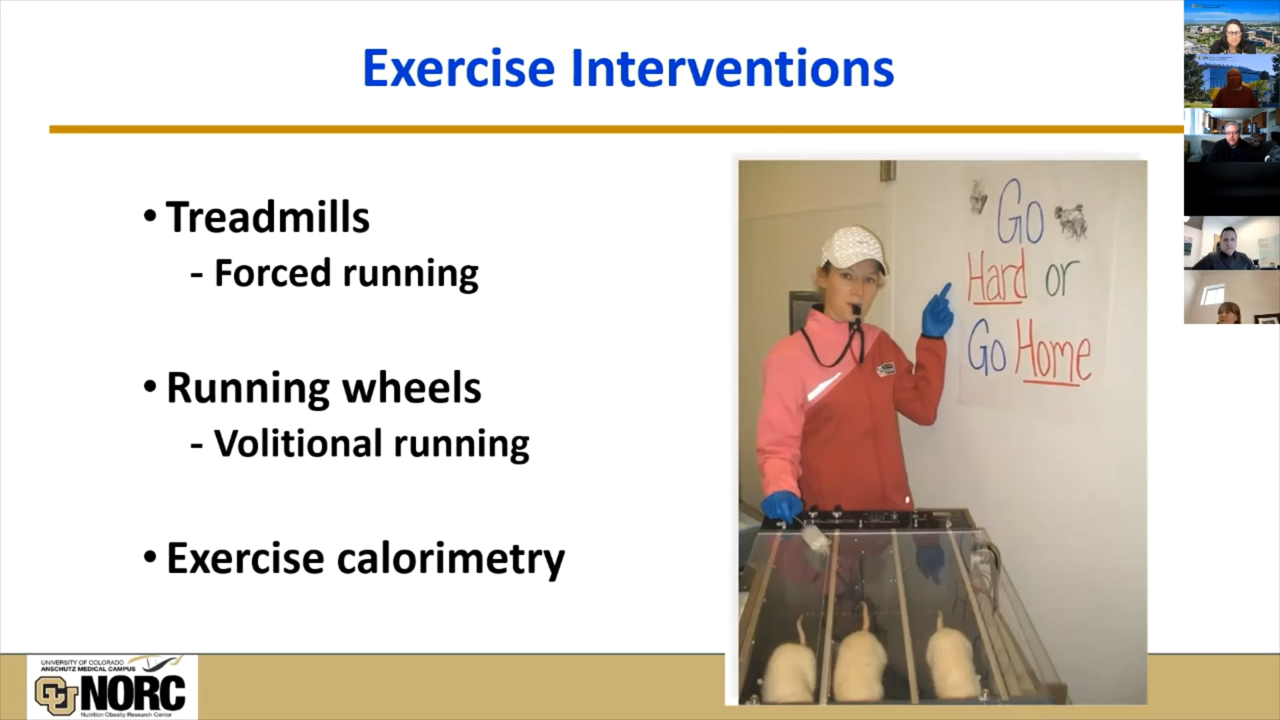 Exercise Interventions
• Treadmills
- Forced running
• Running wheels
- Volitional running
• Exercise calorimetry
Go
Hard or
Go Home
UNIVERSITY OF COLORADO
ANSCHUTZ MEDICAL CAMPUS
CU NORC
Nutrition Obesity Research Center